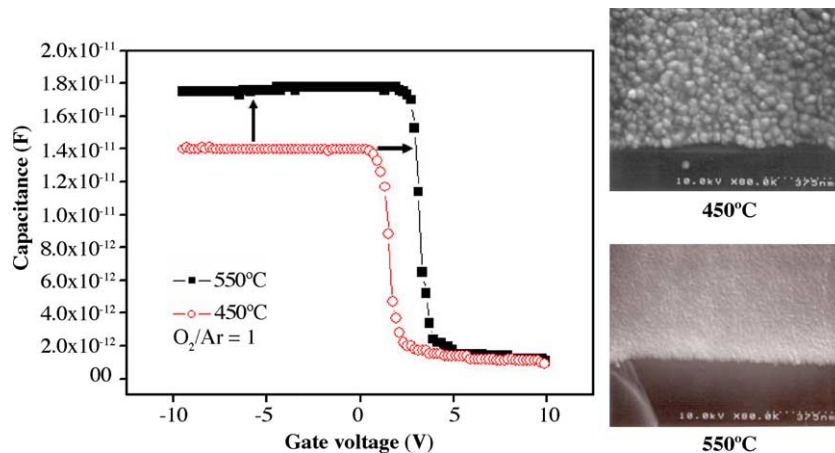 2.0x10⁻¹¹
1.8x10⁻¹¹
1.6x10⁻¹¹
1.4x10⁻¹¹
1.2x10⁻¹¹
1.0x10⁻¹¹
8.0x10⁻¹²
6.0x10⁻¹²
4.0x10⁻¹²
2.0x10⁻¹²
00
Capacitance (F)
550ºC
450ºC
O₂/Ar = 1
-10 -5 0 5 10
Gate voltage (V)
10.0kV X80.0K 375nm
450ºC
10.0kV X80.0K 375nm
550ºC